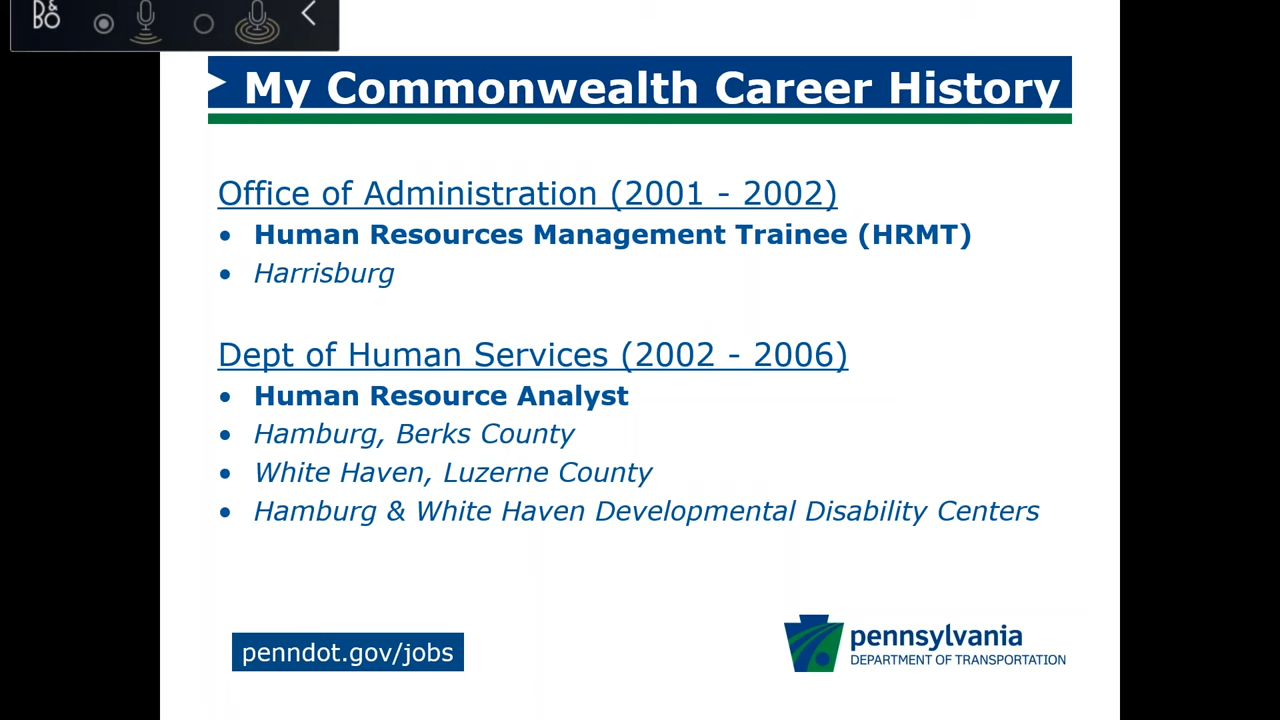 B&O
My Commonwealth Career History
Office of Administration (2001 - 2002)
• Human Resources Management Trainee (HRMT)
• Harrisburg
Dept of Human Services (2002 - 2006)
• Human Resource Analyst
• Hamburg, Berks County
• White Haven, Luzerne County
• Hamburg & White Haven Developmental Disability Centers
penndot.gov/jobs
pennsylvania
DEPARTMENT OF TRANSPORTATION